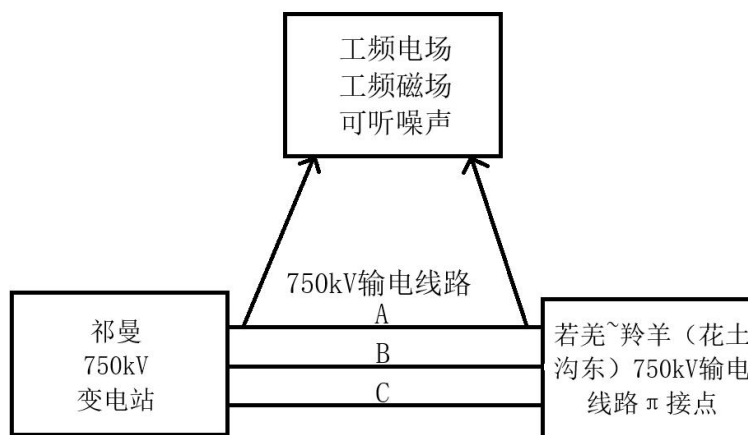 工频电场
工频磁场
可听噪声
750kV输电线路
A
B
C
祁曼
750kV
变电站
若羌~羚羊（花土
沟东）750kV输电
线路π接点